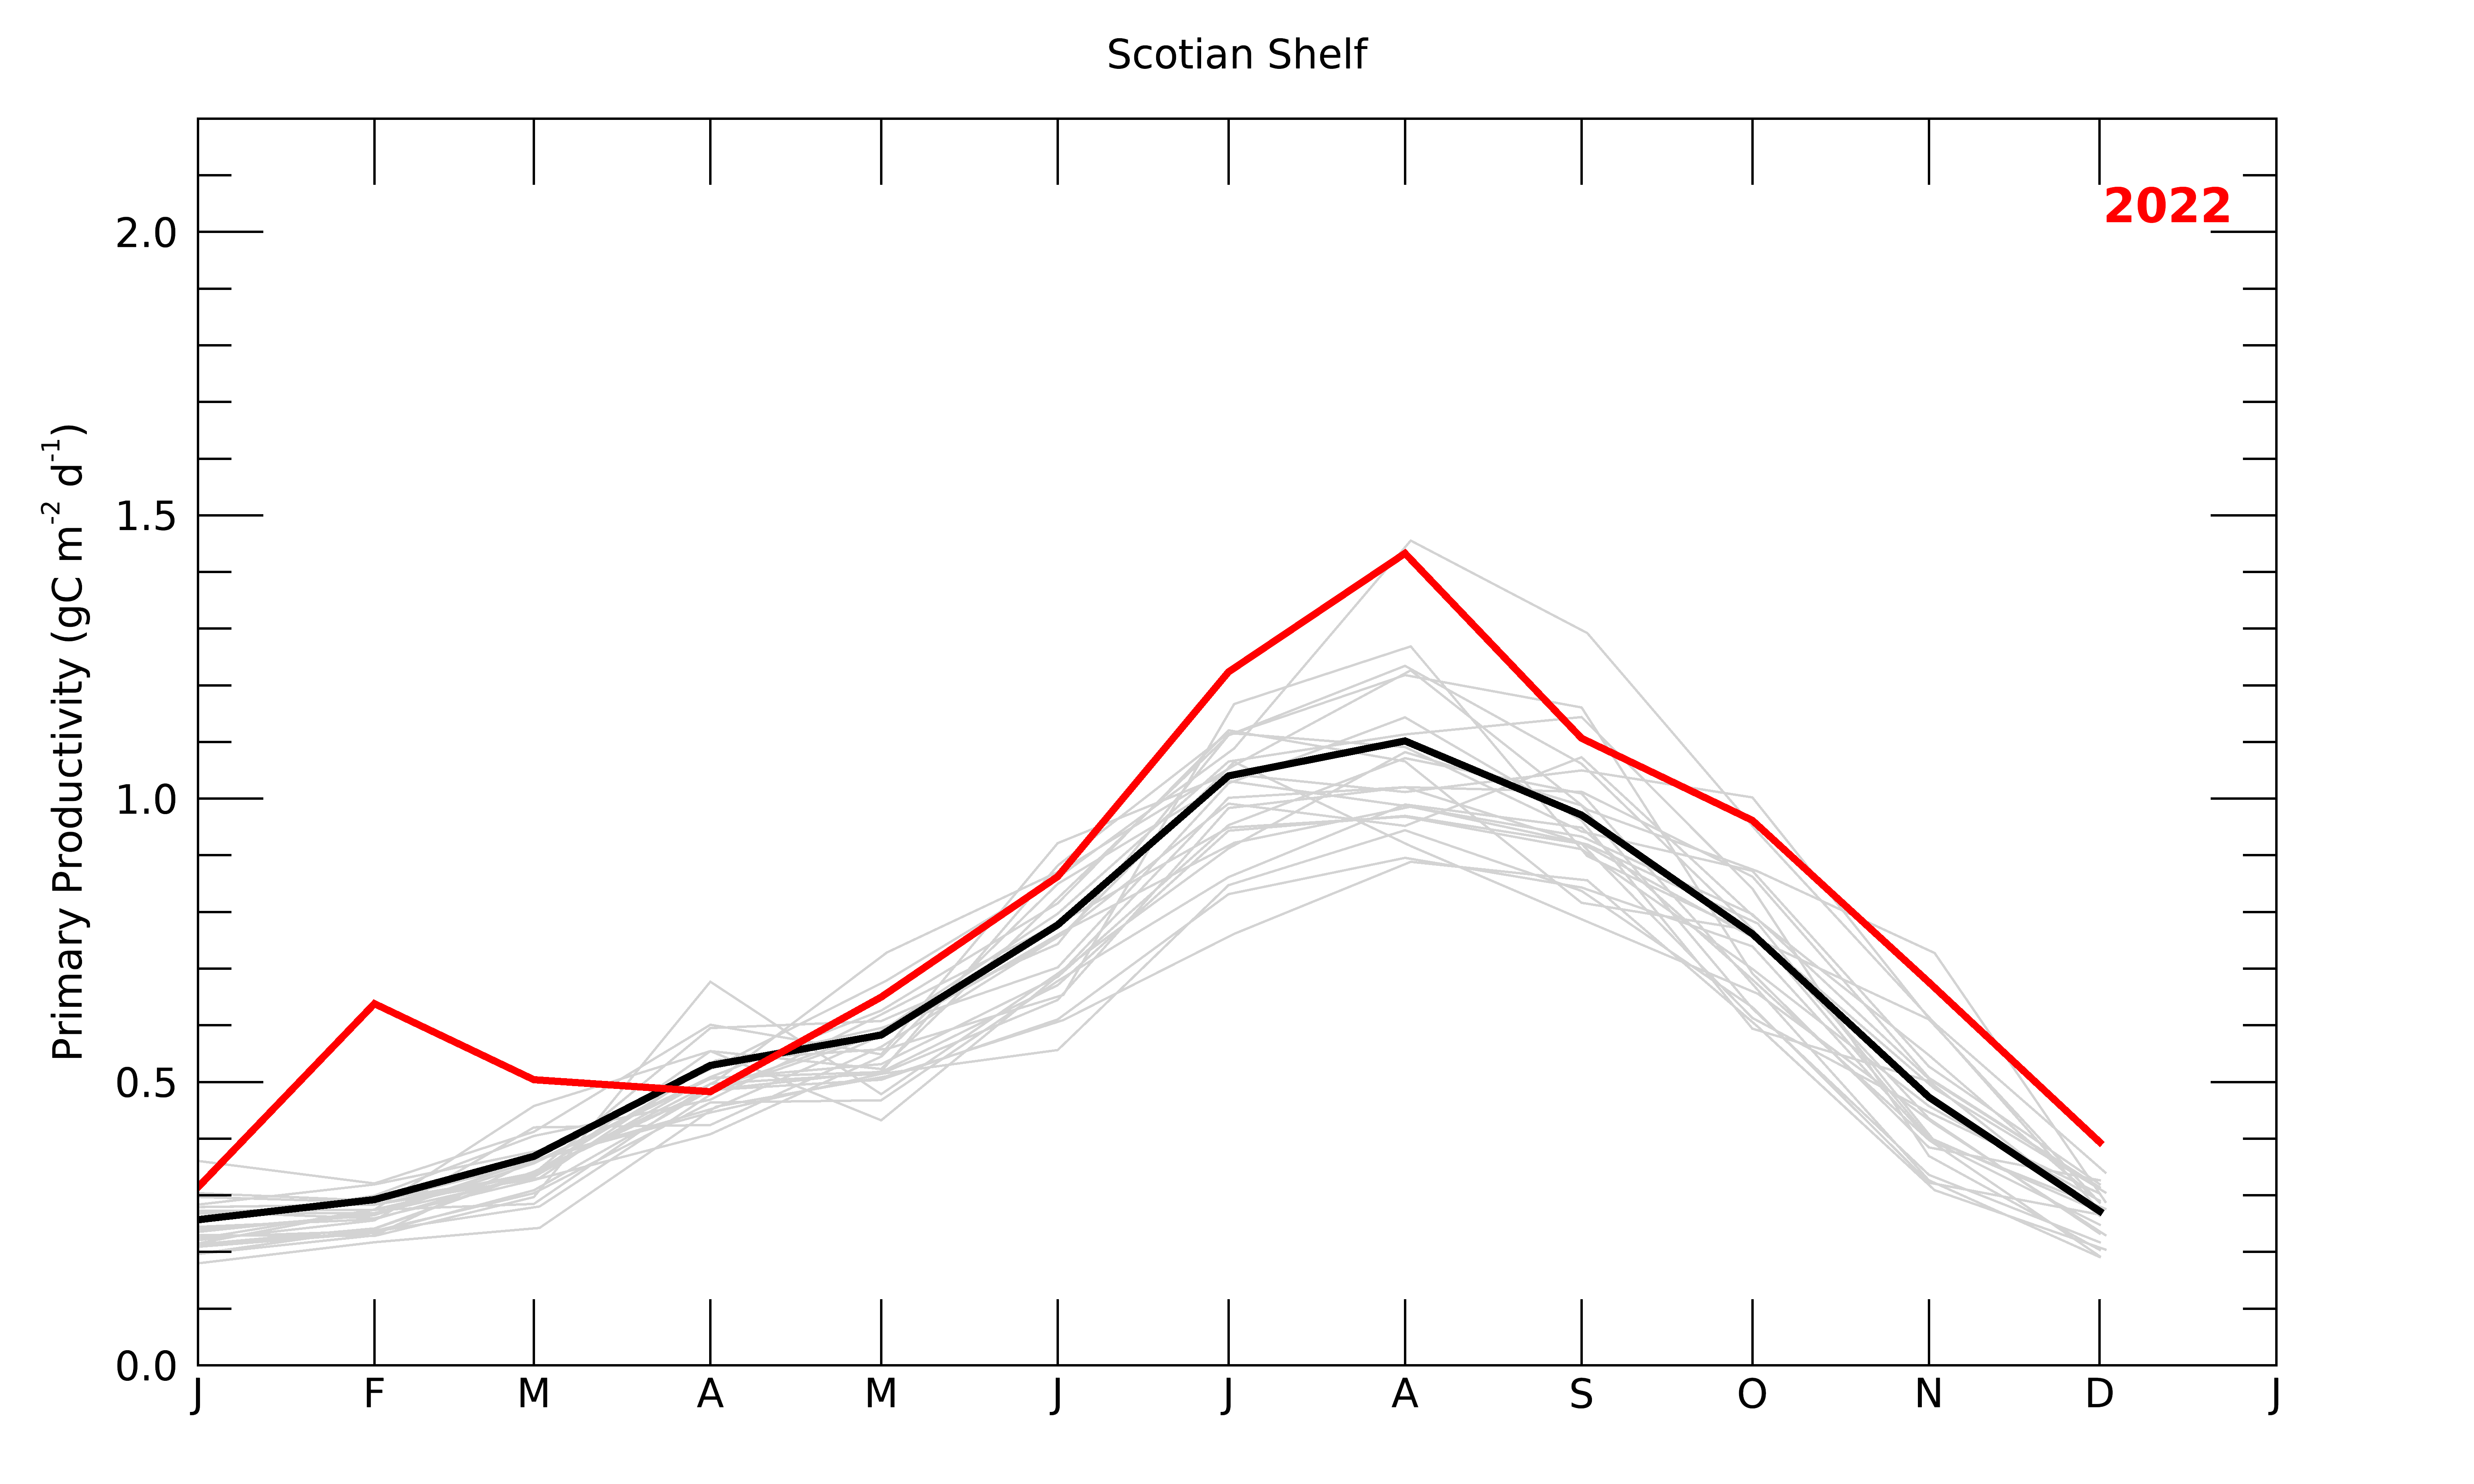 Scotian Shelf
2022
Primary Productivity (gC m⁻² d⁻¹)
2.0
1.5
1.0
0.5
0.0
J F M A M J J A S O N D J